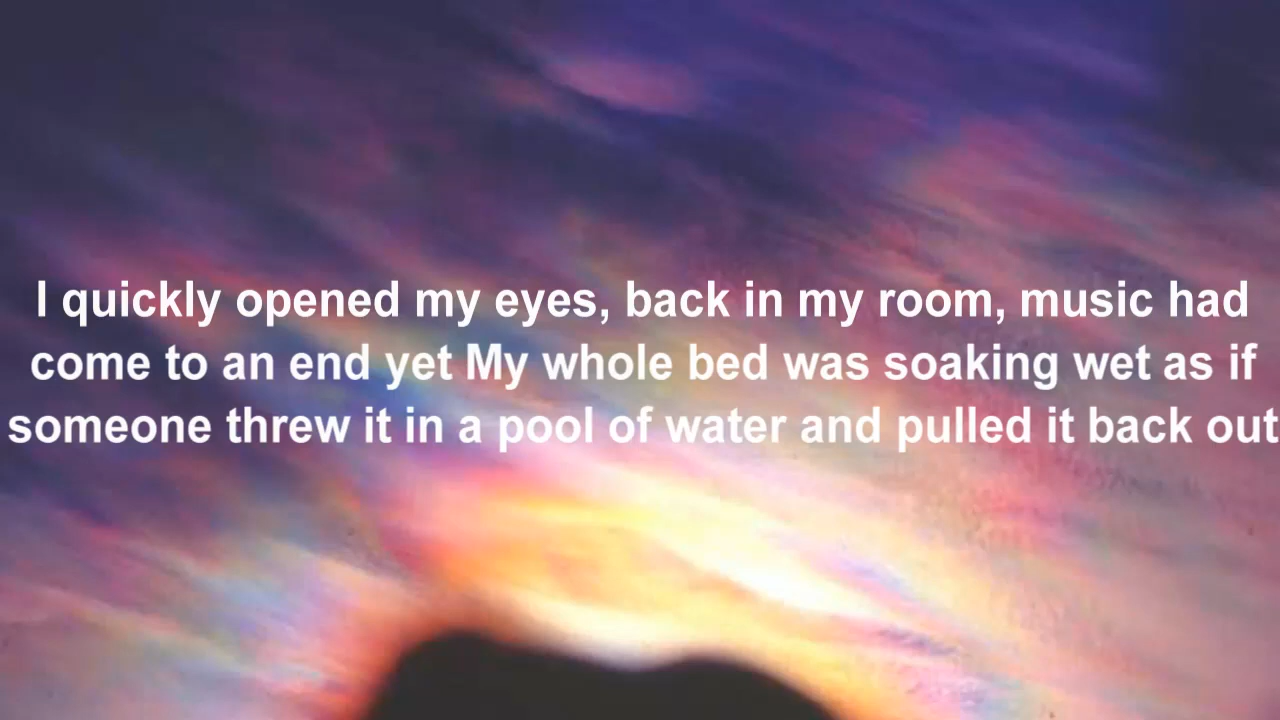 I quickly opened my eyes, back in my room, music had
come to an end yet My whole bed was soaking wet as if
someone threw it in a pool of water and pulled it back out